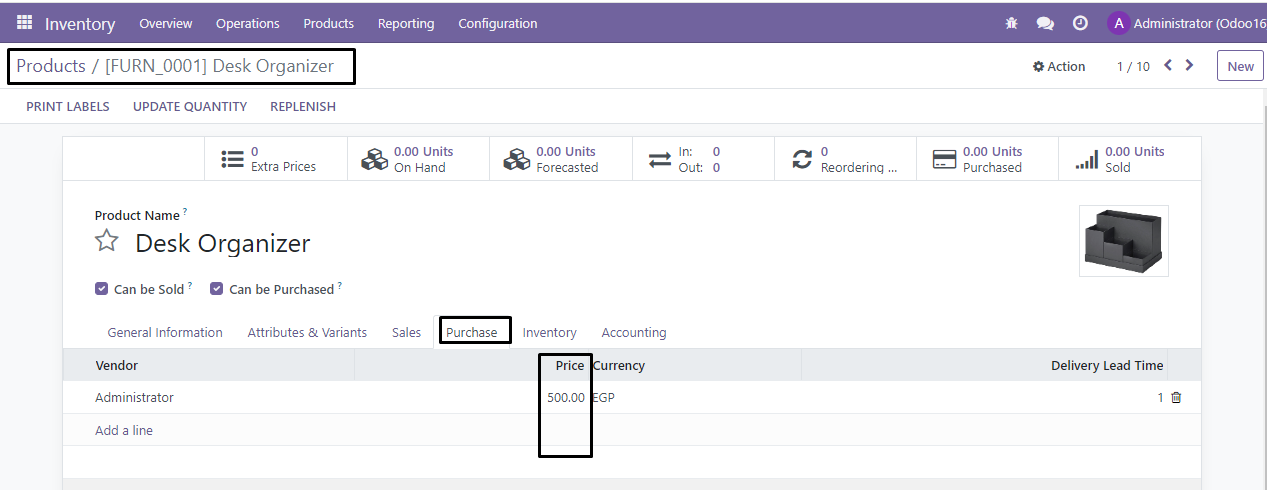 Inventory Overview Operations Products Reporting Configuration A Administrator (Odoo16
Products / [FURN_0001] Desk Organizer Action 1 / 10 New
PRINT LABELS UPDATE QUANTITY REPLENISH
0 0.00 Units 0.00 Units In: 0 0 0.00 Units 0.00 Units
Extra Prices On Hand Forecasted Out: 0 Reordering ... Purchased Sold
Product Name ?
Desk Organizer
Can be Sold ? Can be Purchased ?
General Information Attributes & Variants Sales Purchase Inventory Accounting
Vendor Price Currency Delivery Lead Time
Administrator 500.00 EGP 1
Add a line